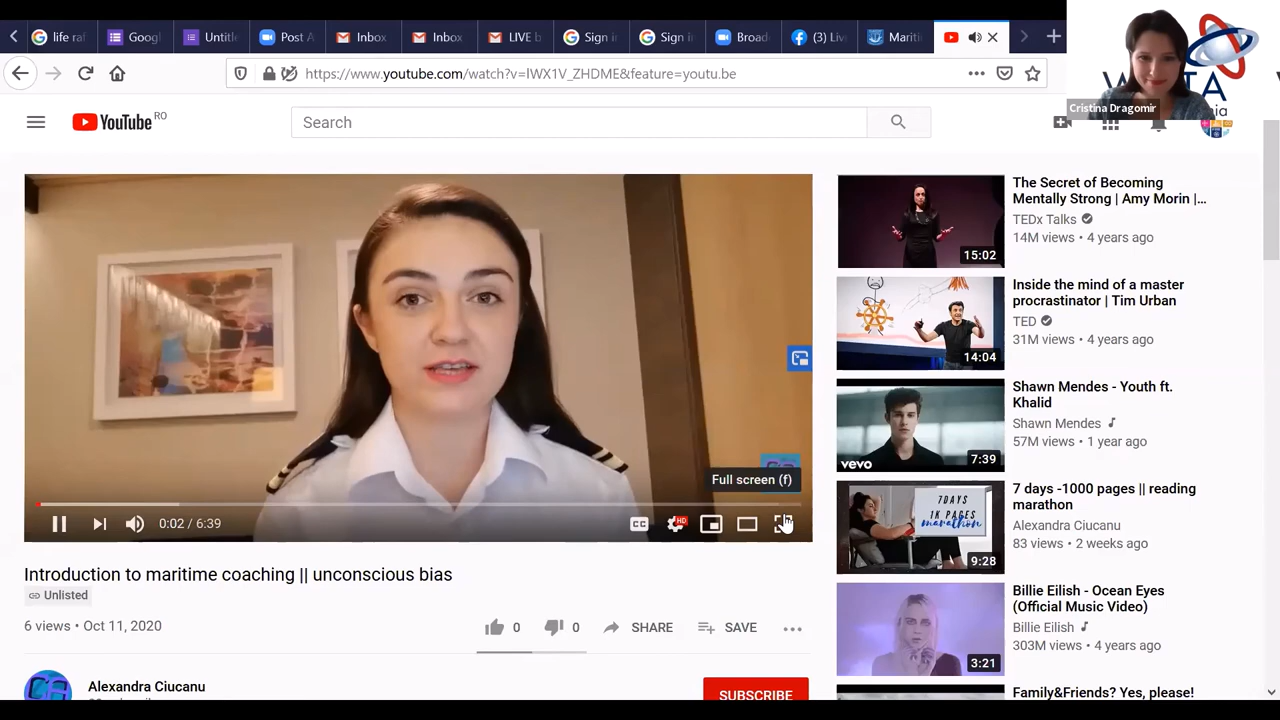 life raf
Googl
Untitle
Post A
Inbox
Inbox
LIVE b
Sign i
Sign i
Broad
(3) Liv
Mariti
https://www.youtube.com/watch?v=lWX1V_ZHDME&feature=youtu.be
Cristina Dragomir
YouTube RO
Search
The Secret of Becoming
Mentally Strong | Amy Morin |...
TEDx Talks
14M views • 4 years ago
15:02
Inside the mind of a master
procrastinator | Tim Urban
TED
31M views • 4 years ago
14:04
Shawn Mendes - Youth ft.
Khalid
Shawn Mendes
57M views • 1 year ago
vevo
7:39
7 days -1000 pages || reading
marathon
Alexandra Ciucanu
83 views • 2 weeks ago
7DAYS
1K PAGES
marathon
9:28
Billie Eilish - Ocean Eyes
(Official Music Video)
Billie Eilish
303M views • 4 years ago
3:21
Family&Friends? Yes, please!
Full screen (f)
0:02 / 6:39
CC
HD
Introduction to maritime coaching || unconscious bias
Unlisted
6 views • Oct 11, 2020
0
0
SHARE
SAVE
Alexandra Ciucanu
SUBSCRIBE